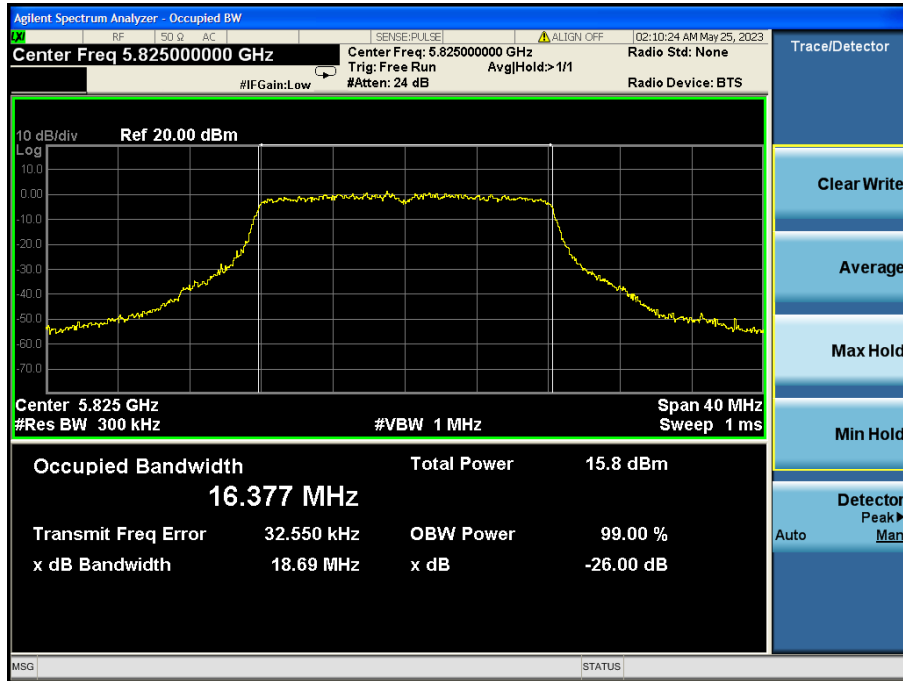 Agilent Spectrum Analyzer - Occupied BW
LXI RF 50 Ω AC SENSE:PULSE ALIGN OFF 02:10:24 AM May 25, 2023
Center Freq 5.825000000 GHz
Center Freq: 5.825000000 GHz
Radio Std: None
Trig: Free Run Avg|Hold:>1/1
#IFGain:Low
#Atten: 24 dB
Radio Device: BTS
10 dB/div Ref 20.00 dBm
Log
10.0
0.00
-10.0
-20.0
-30.0
-40.0
-50.0
-60.0
-70.0
Center 5.825 GHz Span 40 MHz
#Res BW 300 kHz #VBW 1 MHz Sweep 1 ms
Occupied Bandwidth Total Power 15.8 dBm
16.377 MHz
Transmit Freq Error 32.550 kHz OBW Power 99.00 %
x dB Bandwidth 18.69 MHz x dB -26.00 dB
MSG STATUS
Trace/Detector
Clear Write
Average
Max Hold
Min Hold
Detector
Peak▶
Auto Man